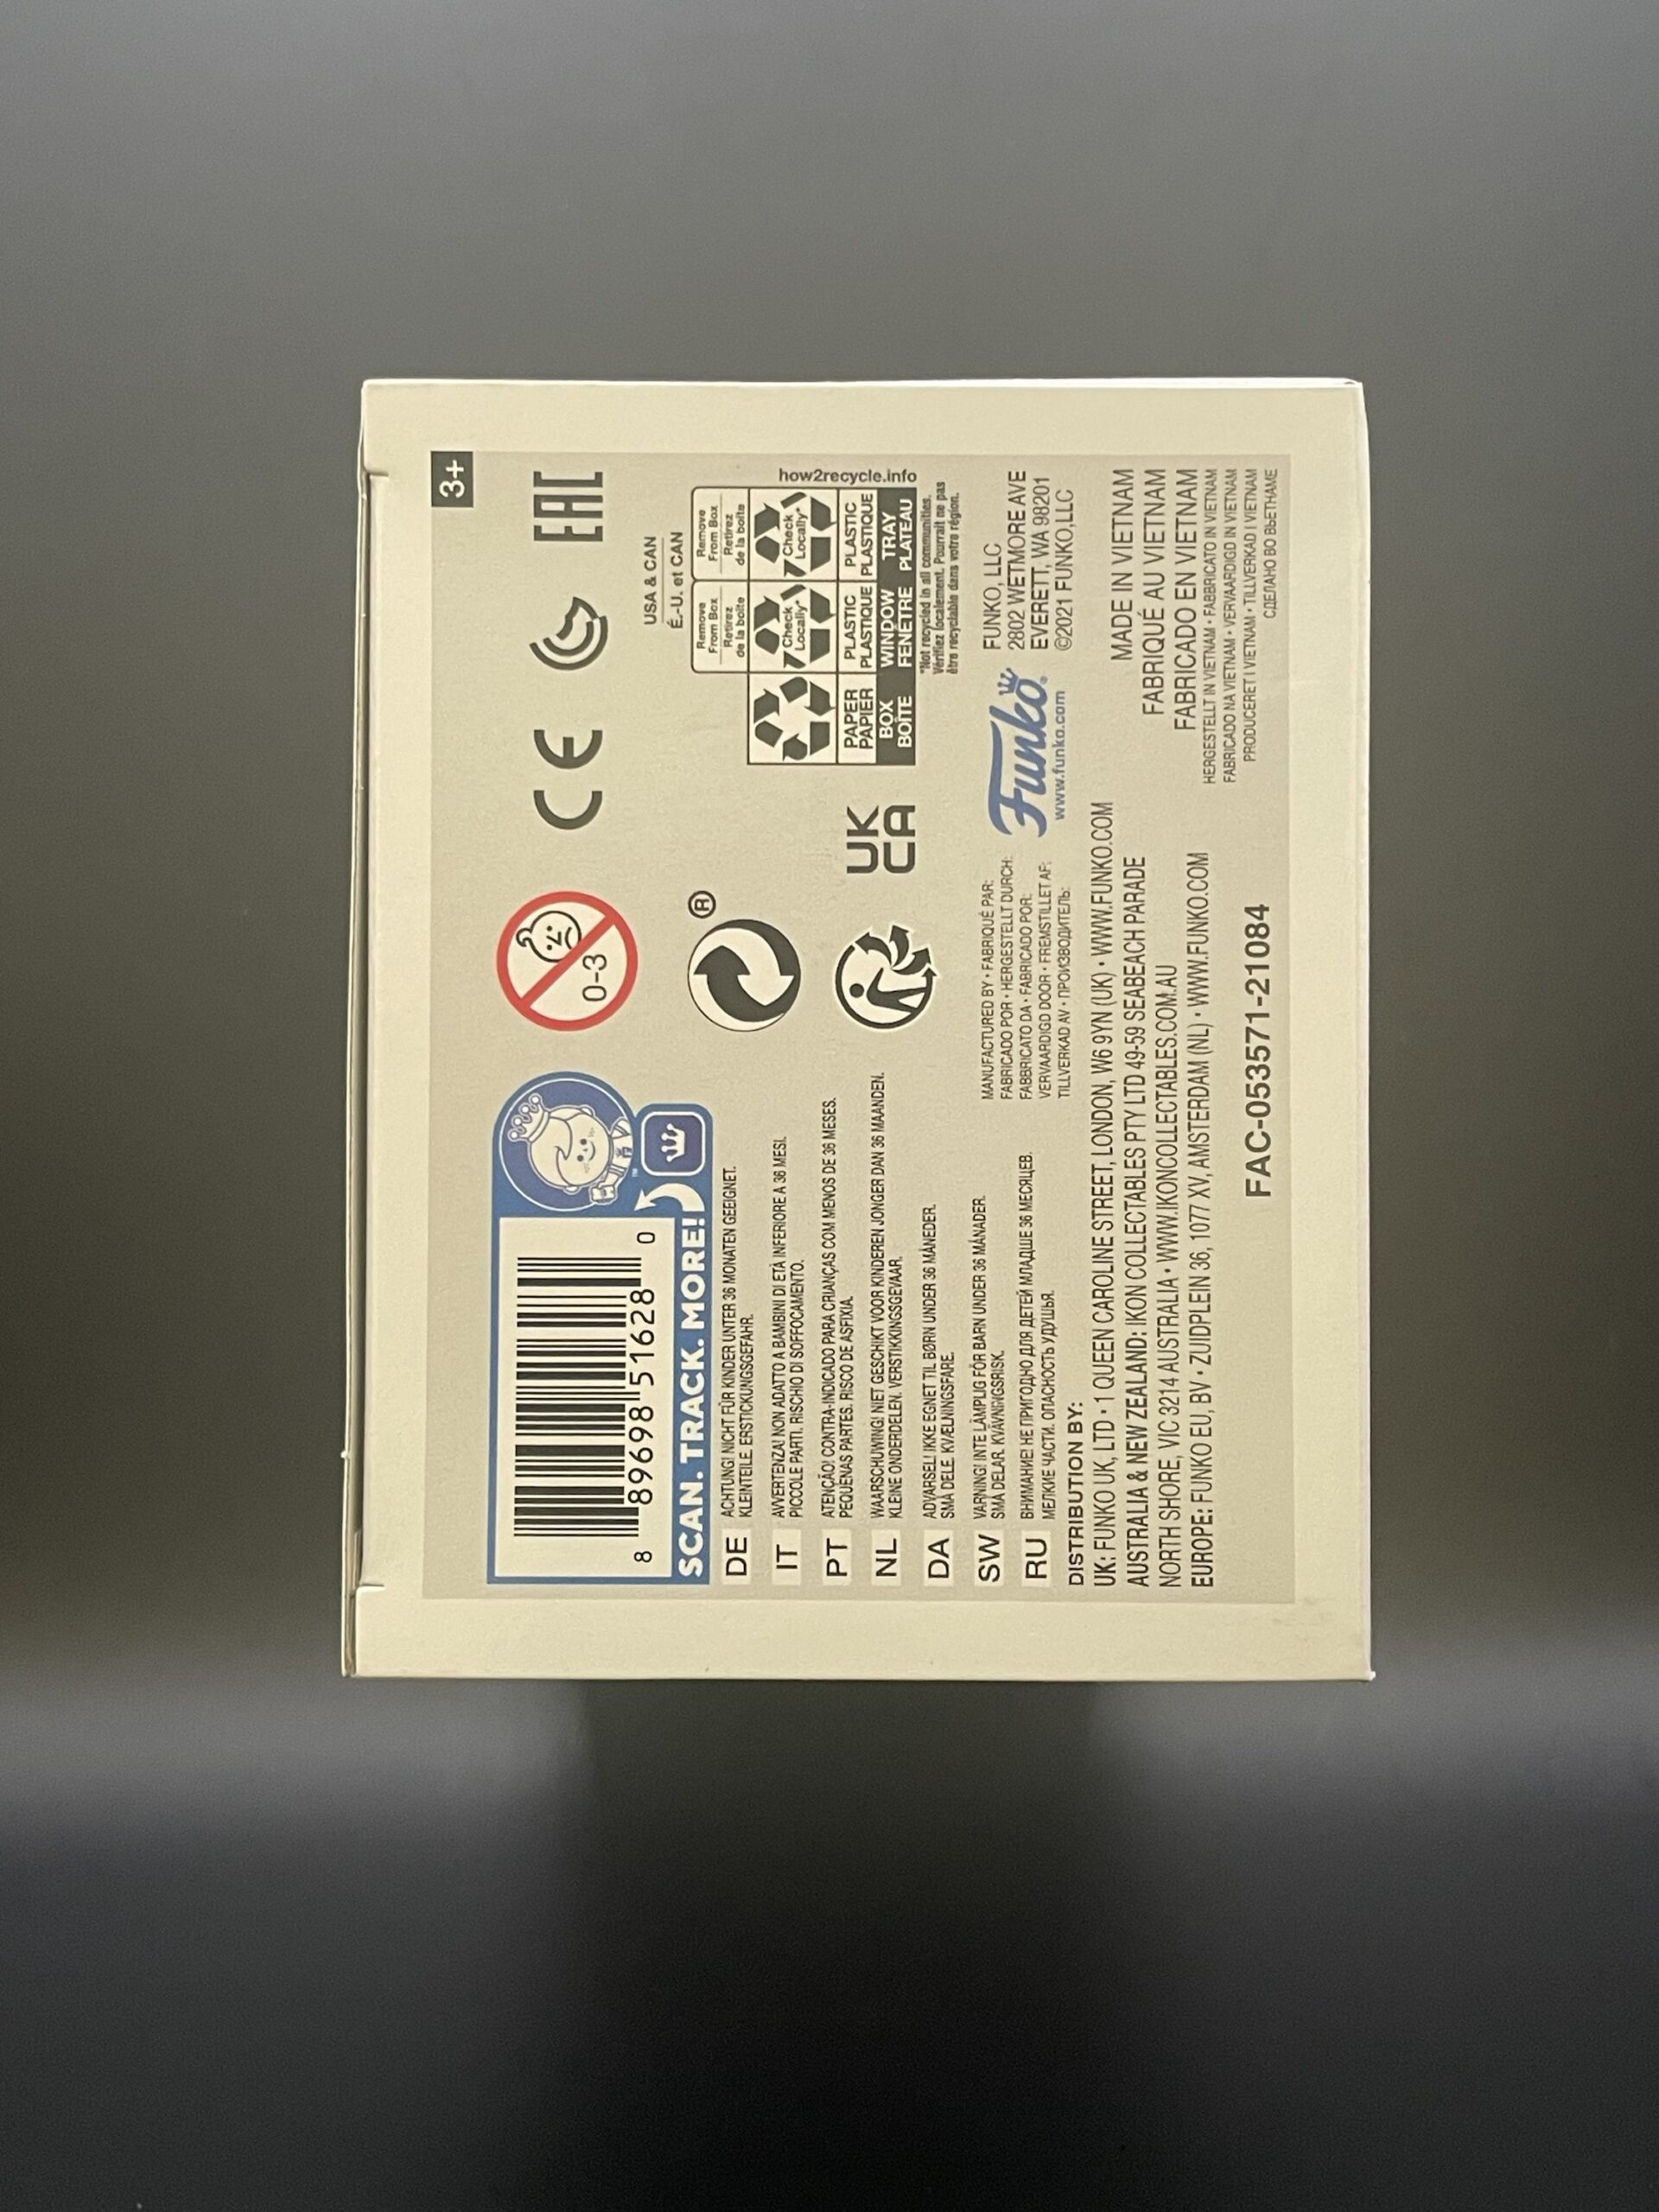 3+
8 89698 51628 0
SCAN. TRACK. MORE!
™
0-3
CE
EAC
®
UK
CA
USA & CAN
É.-U. et CAN
Remove
From Box
Retirez
de la boîte
Remove
From Box
Retirez
de la boîte
Check
Locally*
Check
Locally*
PAPER
PAPIER
PLASTIC
PLASTIQUE
PLASTIC
PLASTIQUE
BOX
BOÎTE
WINDOW
FENÊTRE
TRAY
PLATEAU
how2recycle.info
*Not recycled in all communities.
Vérifiez localement. Pourrait ne pas
être recyclable dans votre région.
DE ACHTUNG! NICHT FÜR KINDER UNTER 36 MONATEN GEEIGNET.
KLEINTEILE. ERSTICKUNGSGEFAHR.
IT AVVERTENZA! NON ADATTO A BAMBINI DI ETÀ INFERIORE A 36 MESI.
PICCOLE PARTI. RISCHIO DI SOFFOCAMENTO.
PT ATENÇÃO! CONTRA-INDICADO PARA CRIANÇAS COM MENOS DE 36 MESES.
PEQUENAS PARTES. RISCO DE ASFIXIA.
NL WAARSCHUWING! NIET GESCHIKT VOOR KINDEREN JONGER DAN 36 MAANDEN.
KLEINE ONDERDELEN. VERSTIKKINGSGEVAAR.
DA ADVARSEL! IKKE EGNET TIL BØRN UNDER 36 MÅNEDER.
SMÅ DELE. KVÆLNINGSFARE.
SW VARNING! INTE LÄMPLIG FÖR BARN UNDER 36 MÅNADER.
SMÅ DELAR. KVÄVNINGSRISK.
RU ВНИМАНИЕ! НЕ ПРИГОДНО ДЛЯ ДЕТЕЙ МЛАДШЕ 36 МЕСЯЦЕВ.
МЕЛКИЕ ЧАСТИ. ОПАСНОСТЬ УДУШЬЯ.
MANUFACTURED BY • FABRIQUÉ PAR:
FABRICADO POR • HERGESTELLT DURCH:
FABBRICATO DA • FABRICADO POR:
VERVAARDIGD DOOR • FREMSTILLET AF:
TILLVERKAD AV • ПРОИЗВОДИТЕЛЬ:
Funko®
www.funko.com
FUNKO, LLC
2802 WETMORE AVE
EVERETT, WA 98201
©2021 FUNKO,LLC
DISTRIBUTION BY:
UK: FUNKO UK, LTD • 1 QUEEN CAROLINE STREET, LONDON, W6 9YN (UK) • WWW.FUNKO.COM
AUSTRALIA & NEW ZEALAND: IKON COLLECTABLES PTY LTD 49-59 SEABEACH PARADE
NORTH SHORE, VIC 3214 AUSTRALIA • WWW.IKONCOLLECTABLES.COM.AU
EUROPE: FUNKO EU, BV • ZUIDPLEIN 36, 1077 XV, AMSTERDAM (NL) • WWW.FUNKO.COM
MADE IN VIETNAM
FABRIQUÉ AU VIETNAM
FABRICADO EN VIETNAM
HERGESTELLT IN VIETNAM • FABBRICATO IN VIETNAM
FABRICADO NA VIETNAM • VERVAARDIGD IN VIETNAM
PRODUCERET I VIETNAM • TILLVERKAD I VIETNAM
СДЕЛАНО ВО ВЬЕТНАМЕ
FAC-053571-21084